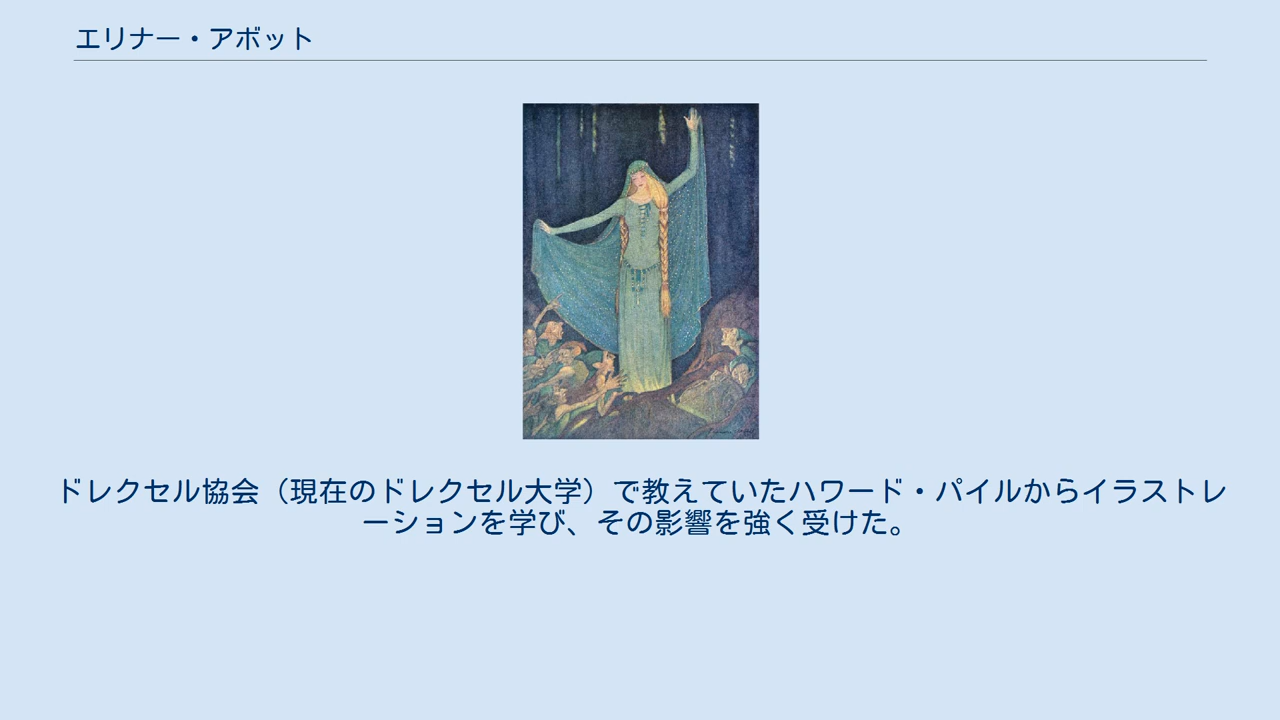 エリナー・アボット
ドレクセル協会（現在のドレクセル大学）で教えていたハワード・パイルからイラストレ
ーションを学び、その影響を強く受けた。